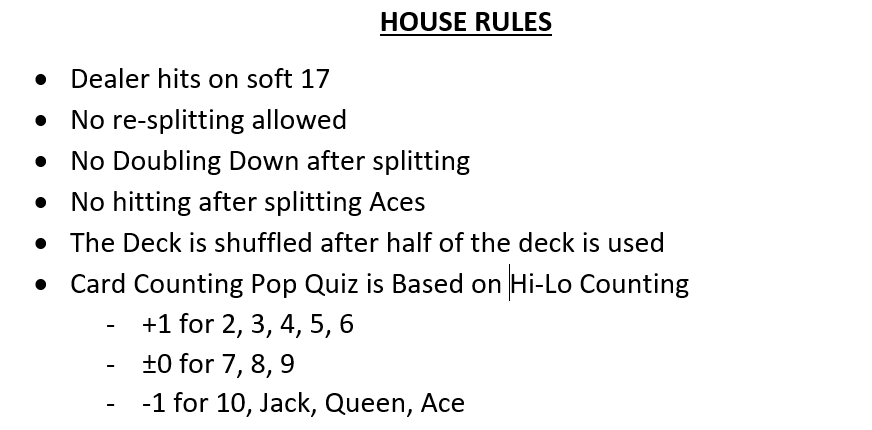 HOUSE RULES
• Dealer hits on soft 17
• No re-splitting allowed
• No Doubling Down after splitting
• No hitting after splitting Aces
• The Deck is shuffled after half of the deck is used
• Card Counting Pop Quiz is Based on Hi-Lo Counting
- +1 for 2, 3, 4, 5, 6
- ±0 for 7, 8, 9
- -1 for 10, Jack, Queen, Ace